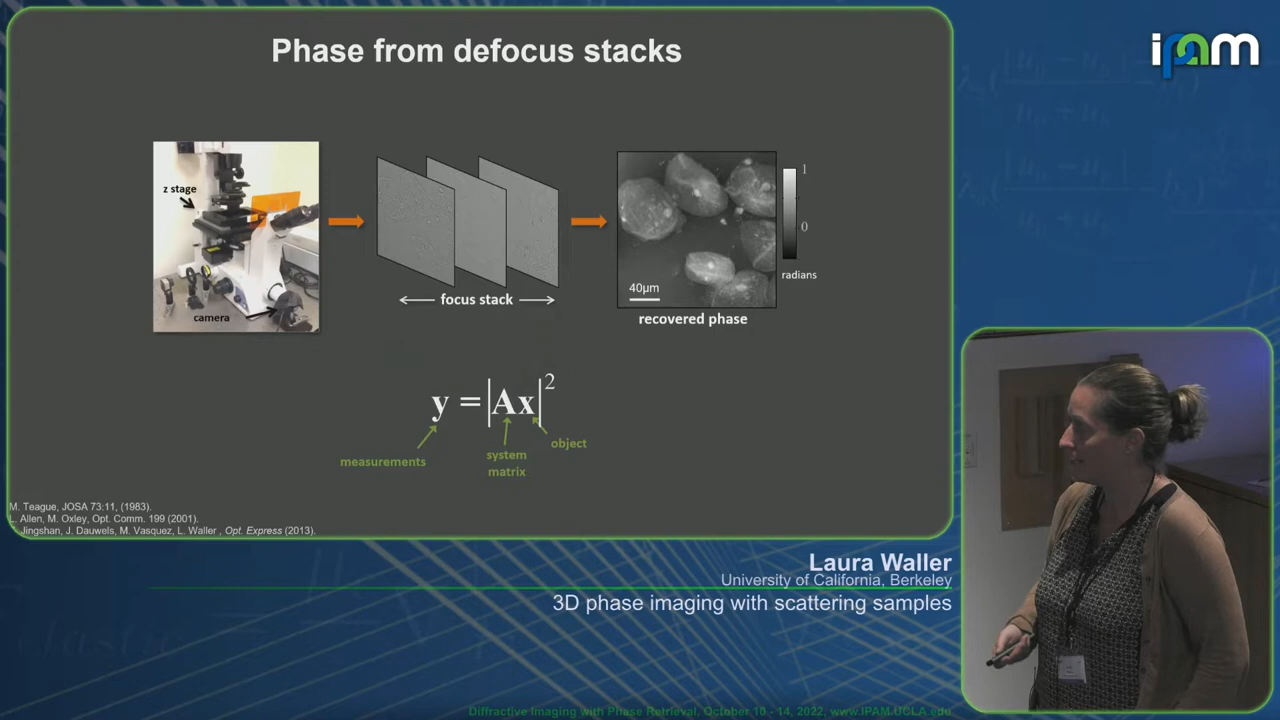 Phase from defocus stacks
ipam
z stage
camera
focus stack
1
0
radians
40μm
recovered phase
y = |Ax|²
measurements
system
matrix
object
M. Teague, JOSA 73:11, (1983).
L. Allen, M. Oxley, Opt. Comm. 199 (2001).
Jingshan, J. Dauwels, M. Vasquez, L. Waller , Opt. Express (2013).
Laura Waller
University of California, Berkeley
3D phase imaging with scattering samples
Diffractive Imaging with Phase Retrieval, October 10 - 14, 2022, www.IPAM.UCLA.edu